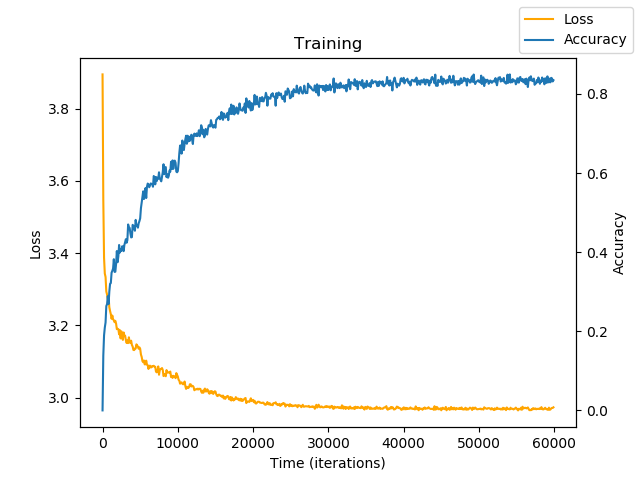 Loss
Accuracy
Training
3.8
3.6
3.4
3.2
3.0
Loss
0.8
0.6
0.4
0.2
0.0
Accuracy
0
10000
20000
30000
40000
50000
60000
Time (iterations)